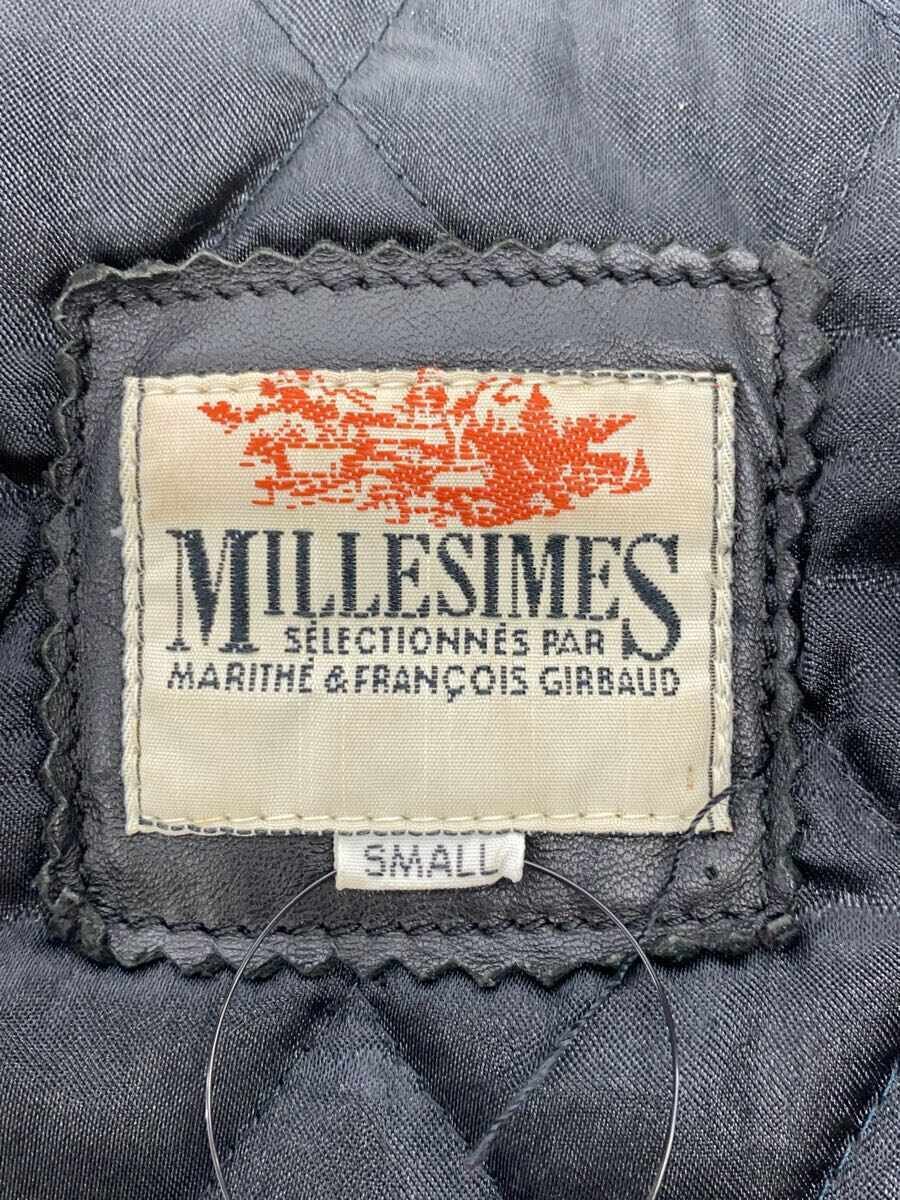 MILLESIMES
SÉLECTIONNÉS PAR
MARITHÉ & FRANÇOIS GIRBAUD
SMALL